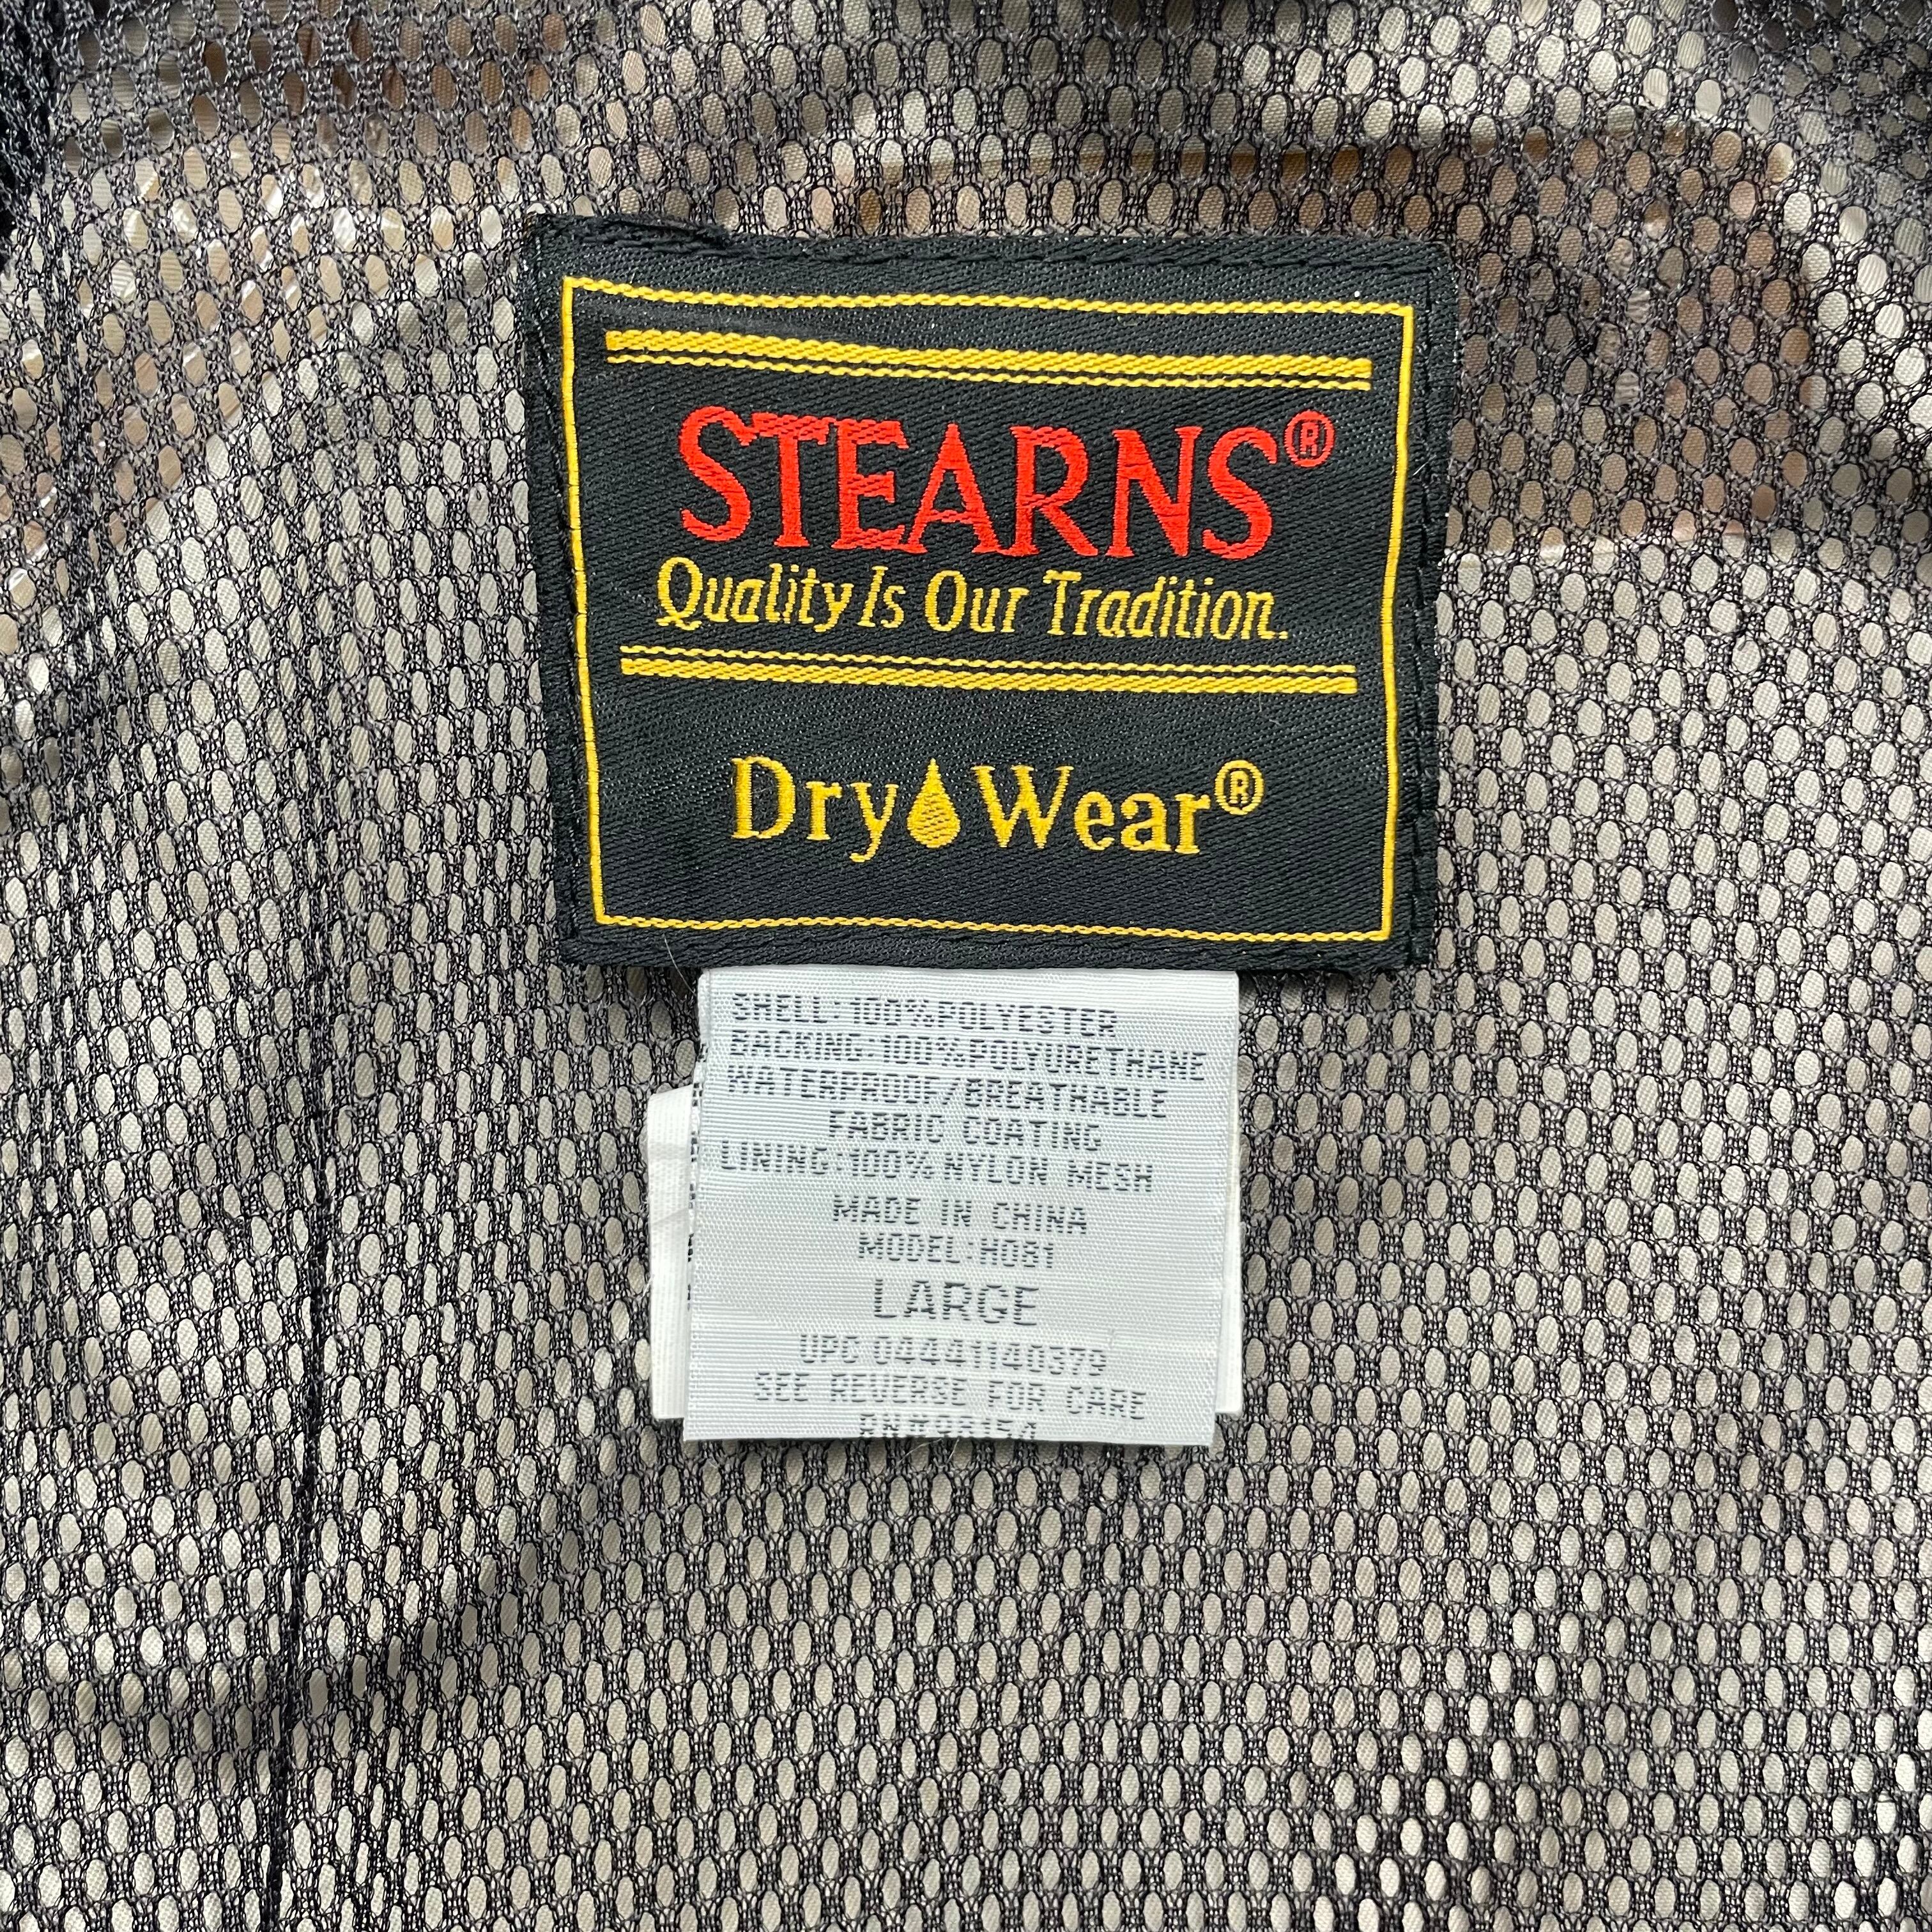 STEARNS®
Quality Is Our Tradition.
Dry Wear®
SHELL:100%POLYESTER
BACKING:100%POLYURETHANE
WATERPROOF/BREATHABLE
FABRIC COATING
LINING:100% NYLON MESH
MADE IN CHINA
MODEL:H081
LARGE
UPC 04441140379
SEE REVERSE FOR CARE